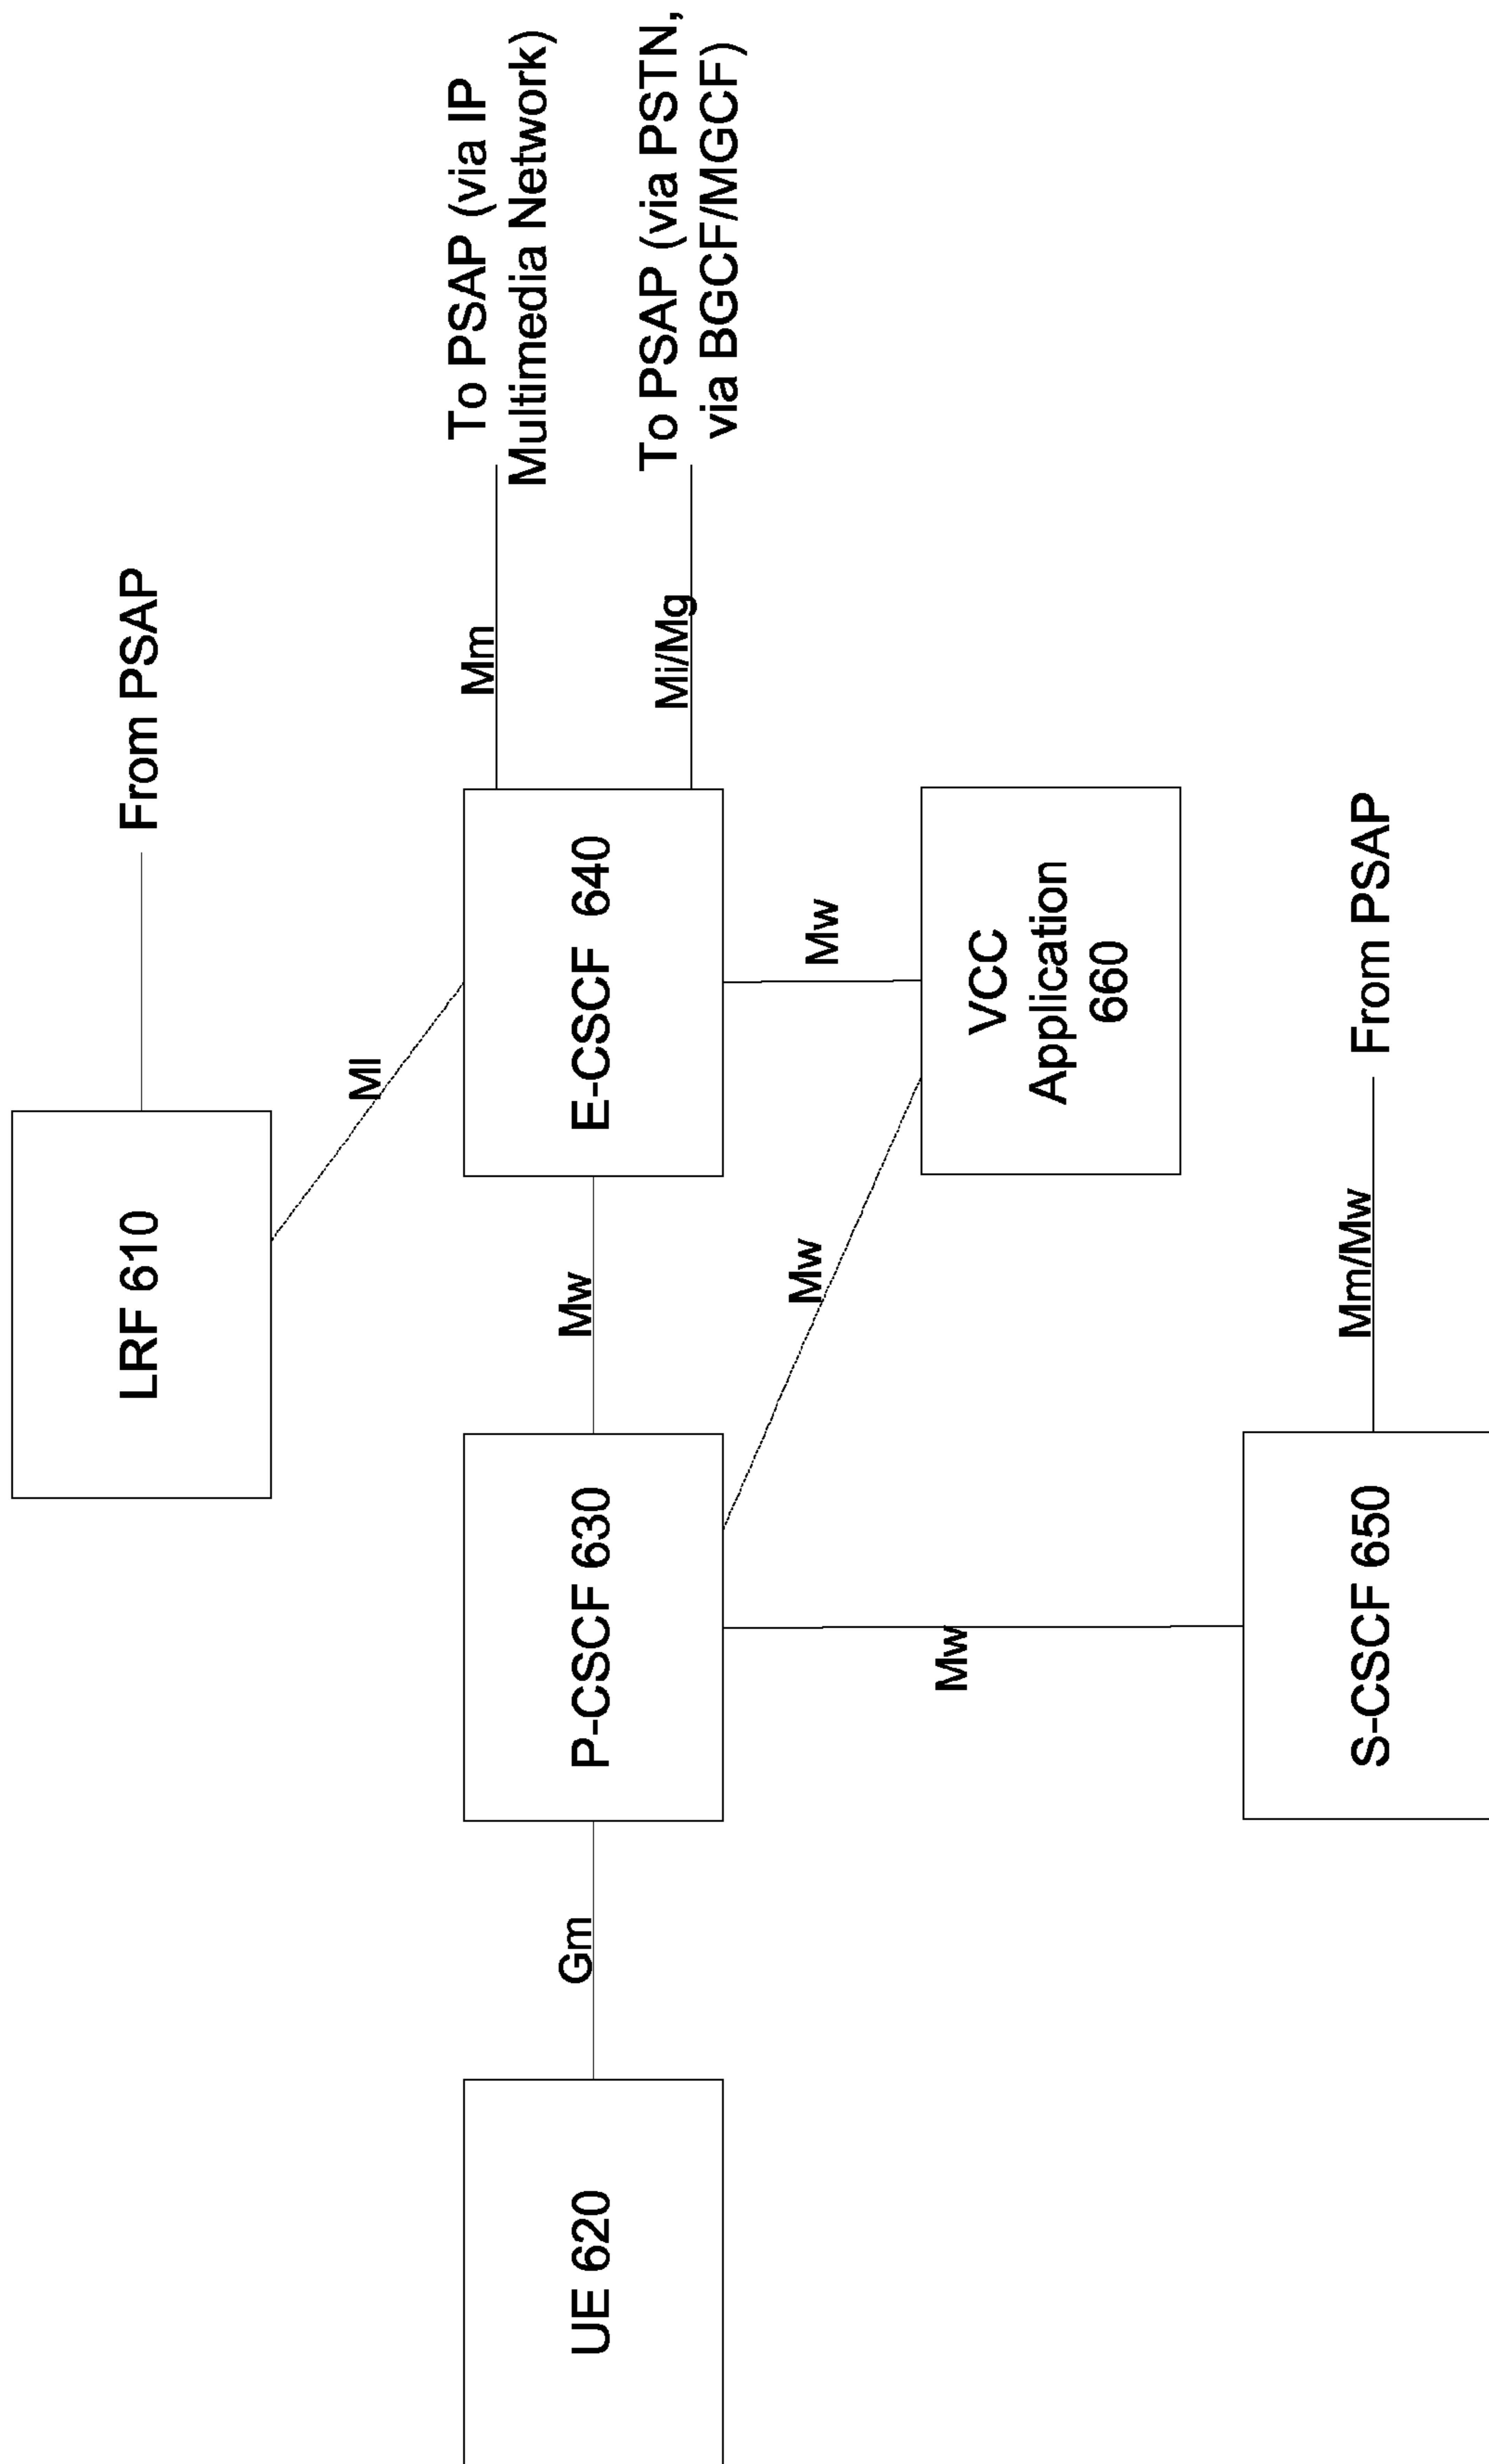 LRF 610
From PSAP
Ml
To PSAP (via IP
Multimedia Network)
Mm
UE 620
Gm
P-CSCF 630
Mw
E-CSCF 640
Mi/Mg
To PSAP (via PSTN,
via BGCF/MGCF)
Mw
Mw
VCC
Application
660
Mw
S-CSCF 650
Mm/Mw
From PSAP